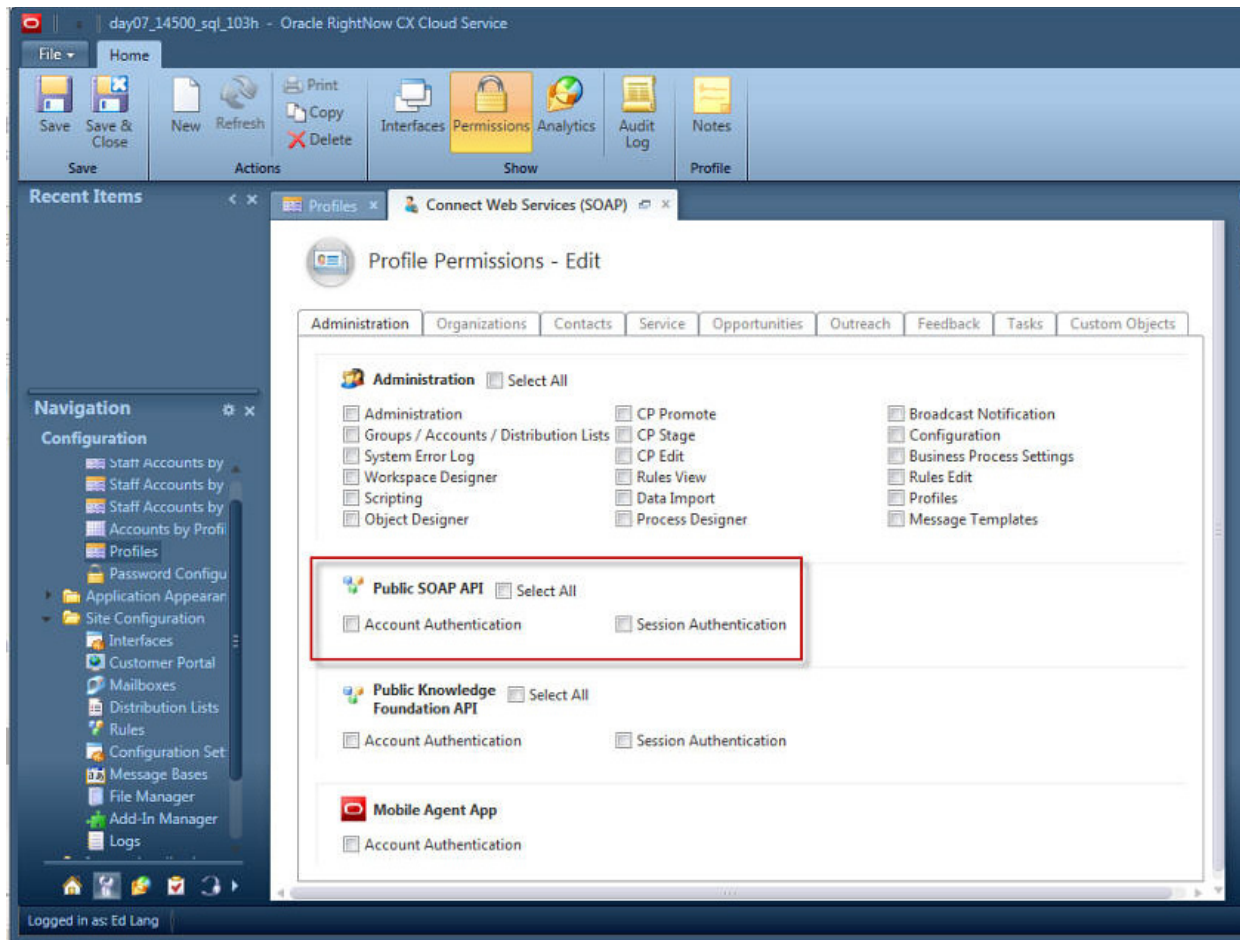 day07_14500_sql_103h - Oracle RightNow CX Cloud Service
File Home
Save Save & Close New Refresh Print Copy Delete Interfaces Permissions Analytics Audit Log Notes
Save Actions Show Profile
Recent Items
Profiles Connect Web Services (SOAP)
Profile Permissions - Edit
Administration Organizations Contacts Service Opportunities Outreach Feedback Tasks Custom Objects
Administration Select All
Administration CP Promote Broadcast Notification
Groups / Accounts / Distribution Lists CP Stage Configuration
System Error Log CP Edit Business Process Settings
Workspace Designer Rules View Rules Edit
Scripting Data Import Profiles
Object Designer Process Designer Message Templates
Public SOAP API Select All
Account Authentication Session Authentication
Public Knowledge Foundation API Select All
Account Authentication Session Authentication
Mobile Agent App
Account Authentication
Navigation
Configuration
Staff Accounts by
Staff Accounts by
Staff Accounts by
Accounts by Profil
Profiles
Password Configu
Application Appearan
Site Configuration
Interfaces
Customer Portal
Mailboxes
Distribution Lists
Rules
Configuration Set
Message Bases
File Manager
Add-In Manager
Logs
Logged in as: Ed Lang